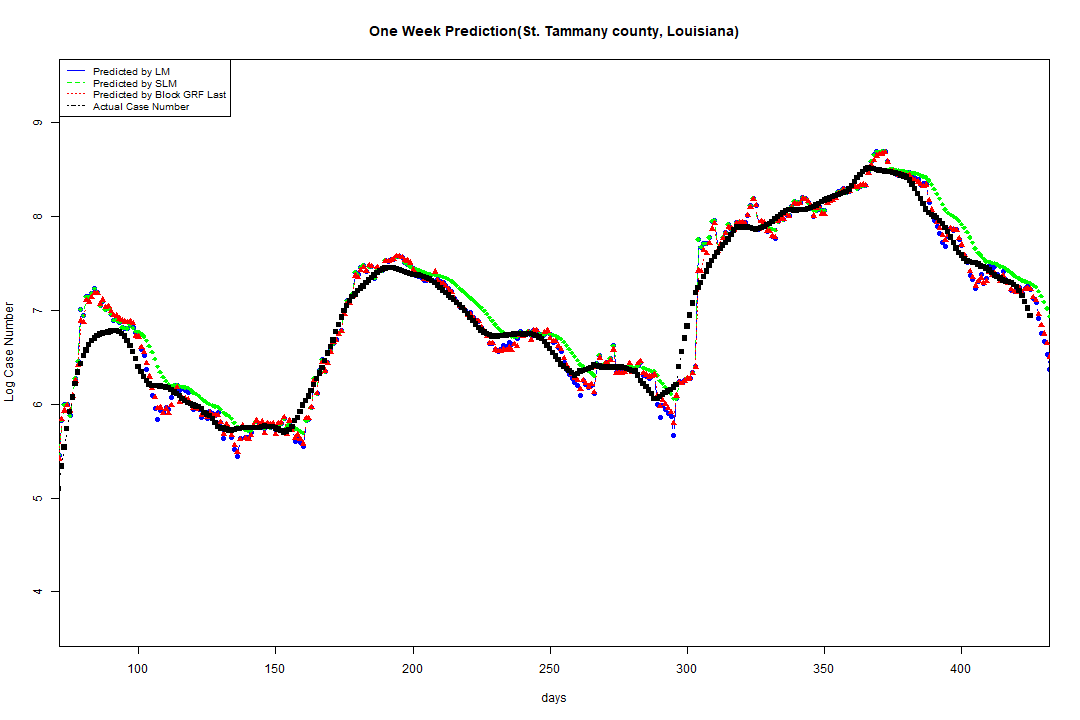 One Week Prediction(St. Tammany county, Louisiana)
Predicted by LM
Predicted by SLM
Predicted by Block GRF Last
Actual Case Number
9
8
7
6
5
4
Log Case Number
100 150 200 250 300 350 400
days